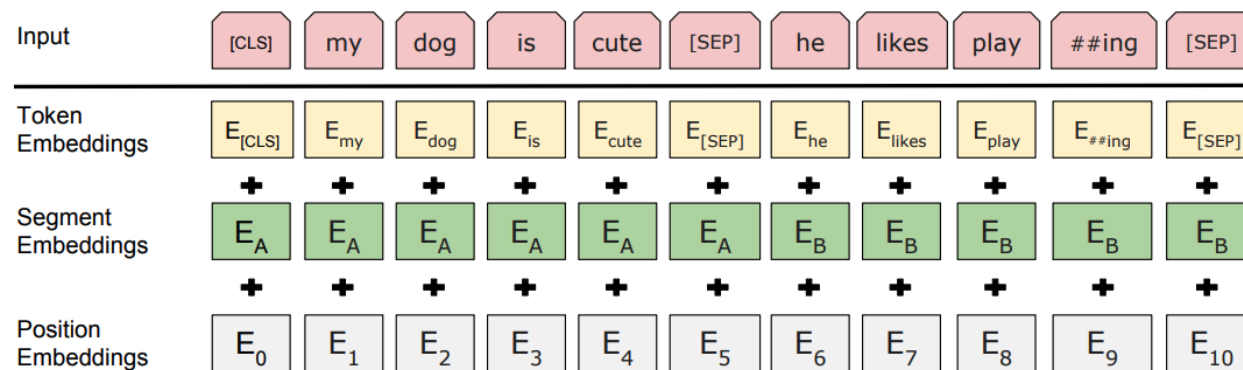 Input [CLS] my dog is cute [SEP] he likes play ##ing [SEP]
Token Embeddings E[CLS] Emy Edog Eis Ecute E[SEP] Ehe Elikes Eplay E##ing E[SEP]
+ + + + + + + + + + +
Segment Embeddings EA EA EA EA EA EA EB EB EB EB EB
+ + + + + + + + + + +
Position Embeddings E0 E1 E2 E3 E4 E5 E6 E7 E8 E9 E10